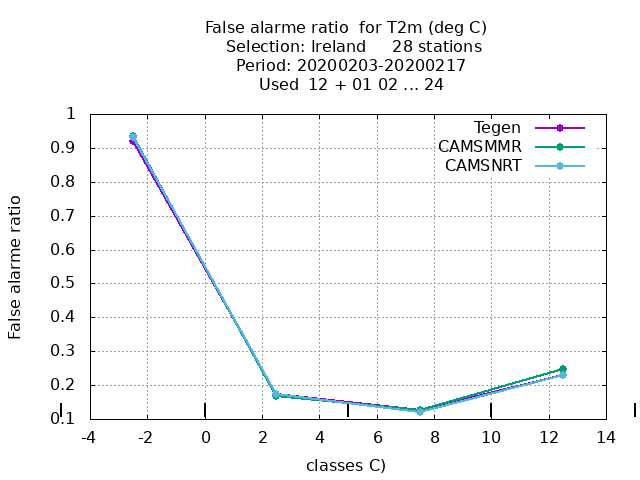 False alarme ratio  for T2m (deg C)
Selection: Ireland     28 stations
Period: 20200203-20200217
Used  12 + 01 02 ... 24
Tegen
CAMSMMR
CAMSNRT
False alarme ratio
1
0.9
0.8
0.7
0.6
0.5
0.4
0.3
0.2
0.1
-4 -2 0 2 4 6 8 10 12 14
classes C)